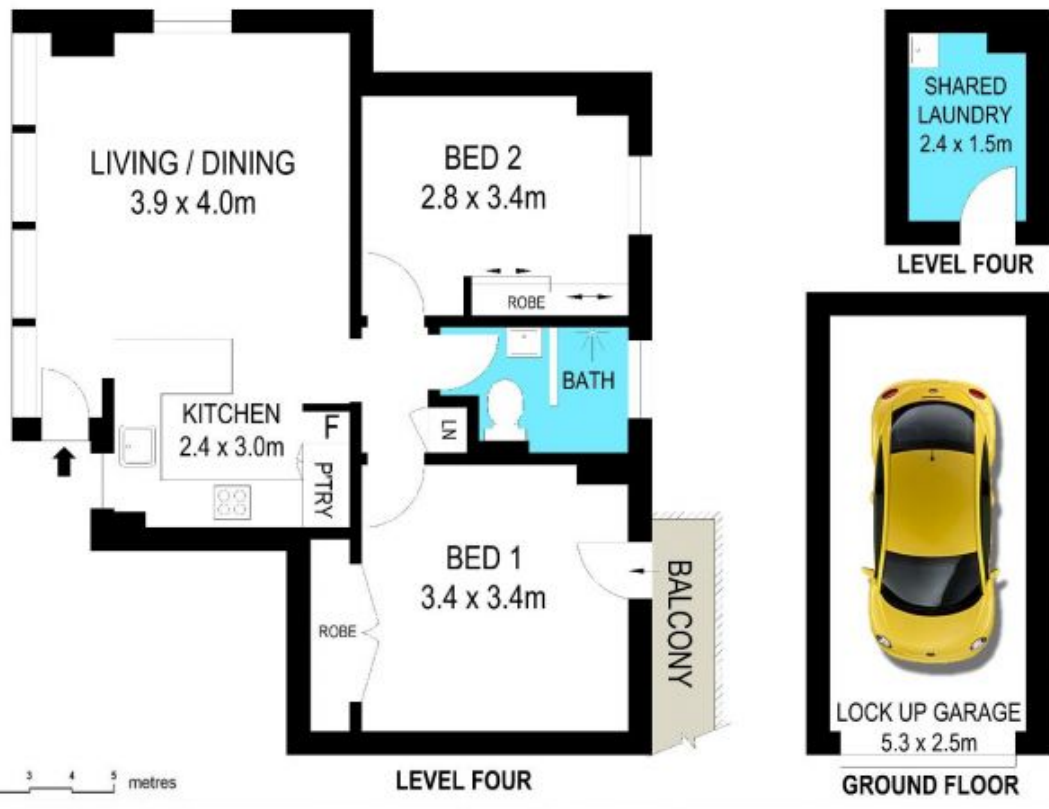 LIVING / DINING
3.9 x 4.0m
BED 2
2.8 x 3.4m
ROBE
BATH
KITCHEN
2.4 x 3.0m
F
P'TRY
LN
BED 1
3.4 x 3.4m
ROBE
BALCONY
3 4 5 metres
LEVEL FOUR
SHARED
LAUNDRY
2.4 x 1.5m
LEVEL FOUR
LOCK UP GARAGE
5.3 x 2.5m
GROUND FLOOR